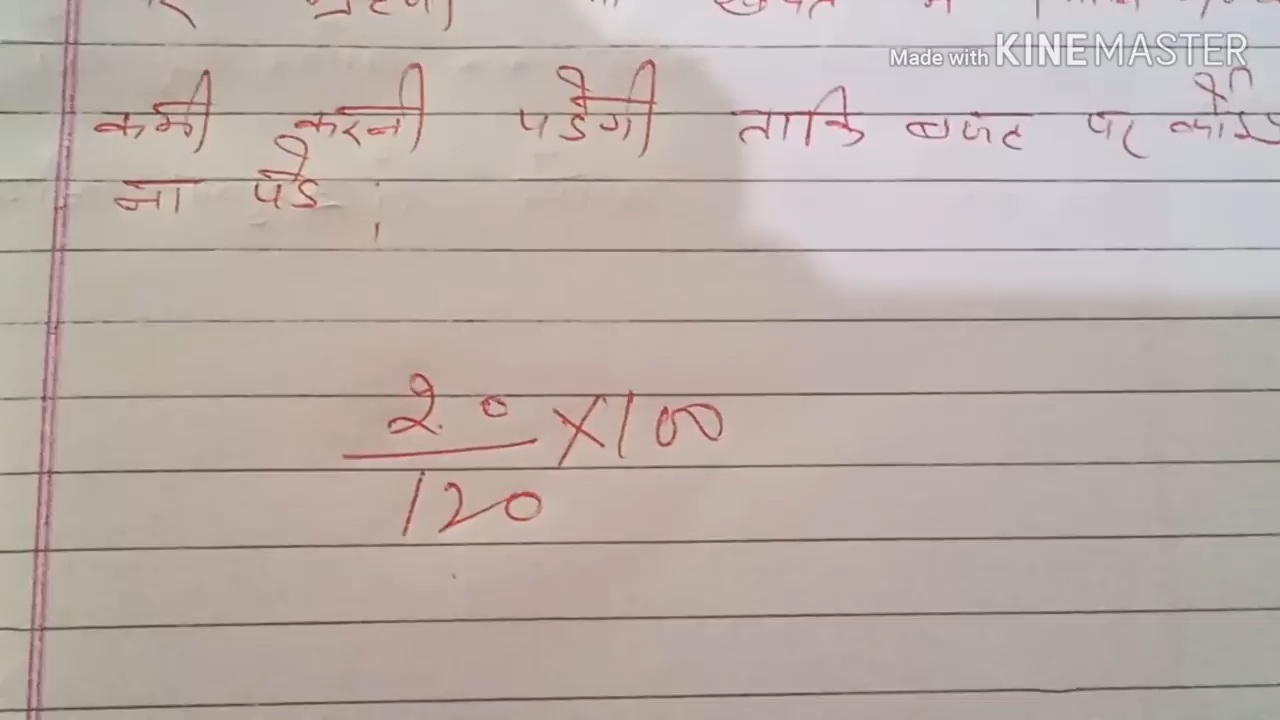 Made with KINEMASTER
कमी करनी पडेगी ताकि बजट पर कोई
ना पडे ।
20
×100
120